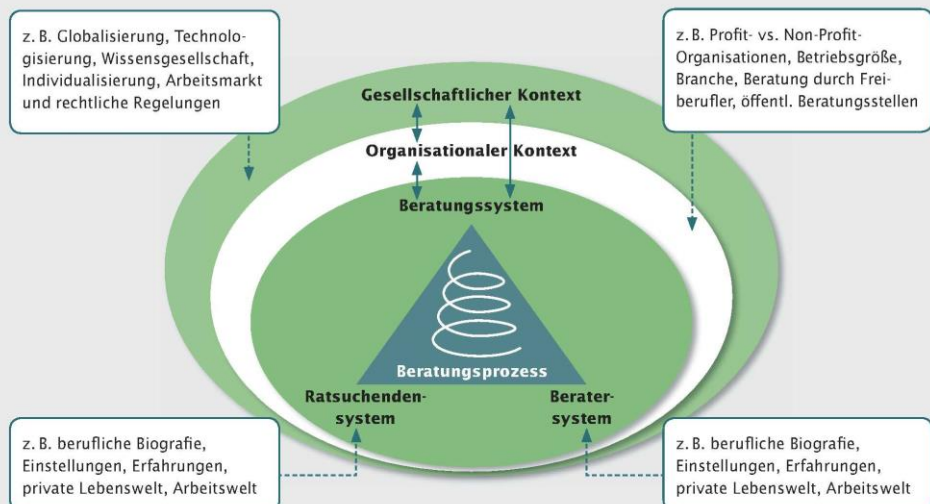 z. B. Globalisierung, Technolo-
gisierung, Wissensgesellschaft,
Individualisierung, Arbeitsmarkt
und rechtliche Regelungen
z. B. Profit- vs. Non-Profit-
Organisationen, Betriebsgröße,
Branche, Beratung durch Frei-
berufler, öffentl. Beratungsstellen
Gesellschaftlicher Kontext
Organisationaler Kontext
Beratungssystem
Beratungsprozess
Ratsuchenden-
system
Berater-
system
z. B. berufliche Biografie,
Einstellungen, Erfahrungen,
private Lebenswelt, Arbeitswelt
z. B. berufliche Biografie,
Einstellungen, Erfahrungen,
private Lebenswelt, Arbeitswelt